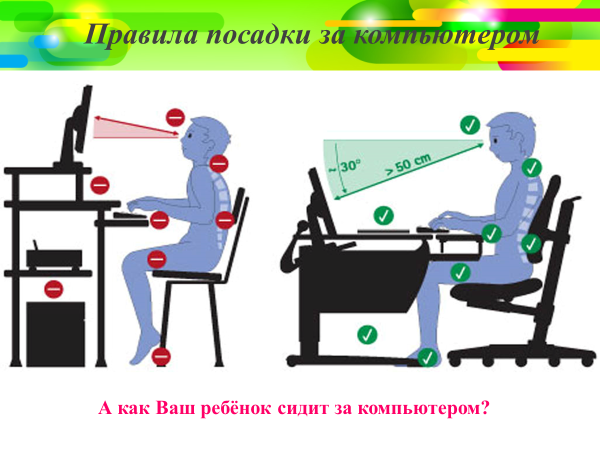 Правила посадки за компьютером
~ 30°
> 50 cm
А как Ваш ребёнок сидит за компьютером?